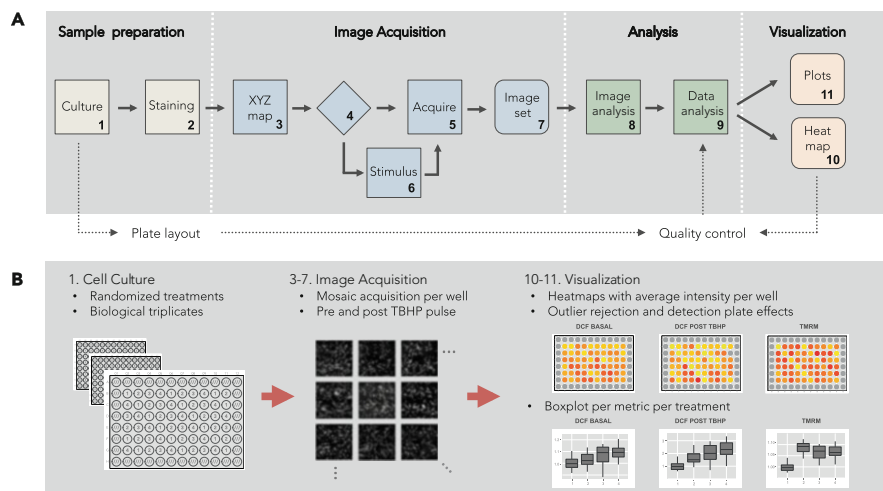 A
Sample preparation
Image Acquisition
Analysis
Visualization
Culture
1
Staining
2
XYZ
map
3
4
Acquire
5
Stimulus
6
Image
set
7
Image
analysis
8
Data
analysis
9
Plots
11
Heat
map
10
Plate layout
Quality control
B
1. Cell Culture
• Randomized treatments
• Biological triplicates
3-7. Image Acquisition
• Mosaic acquisition per well
• Pre and post TBHP pulse
10-11. Visualization
• Heatmaps with average intensity per well
• Outlier rejection and detection plate effects
DCF BASAL
DCF POST TBHP
TMRM
• Boxplot per metric per treatment
DCF BASAL
DCF POST TBHP
TMRM